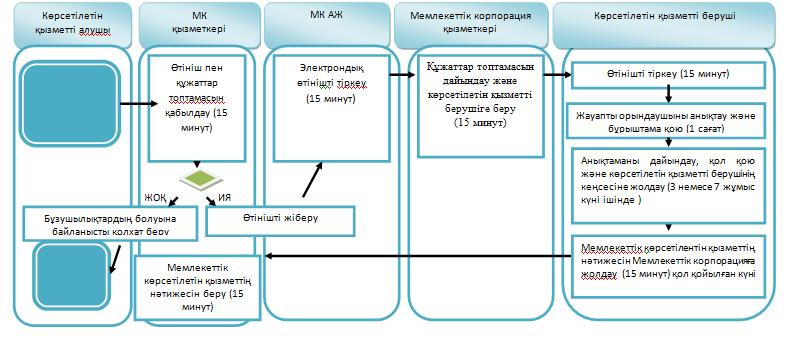 Көрсетілетін
қызметті алушы
МК
қызметкері
МК АЖ
Мемлекеттік корпорация
қызметкері
Көрсетілетін қызметті беруші
Өтініш пен
құжаттар
топтамасын
қабылдау (15
минут)
Электрондық
өтінішті тіркеу
(15 минут)
Құжаттар топтамасын
дайындау және
көрсетілетін қызметті
берушіге беру
(15 минут)
Өтінішті тіркеу (15 минут)
Жауапты орындаушыны анықтау және
бұрыштама қою (1 сағат)
Анықтаманы дайындау, қол қою
және көрсетілетін қызметті берушінің
кеңсесіне жолдау (3 немесе 7 жұмыс
күні ішінде )
ЖОҚ
ИЯ
Бұзушылықтардың болуына
байланысты қолхат беру
Өтінішті жіберу
Мемлекеттік
көрсетілетін қызметтің
нәтижесін беру (15
минут)
Мемлекеттік көрсетілентін қызметтің
нәтижесін Мемлекеттік корпорацияға
жолдау (15 минут) қол қойылған күні